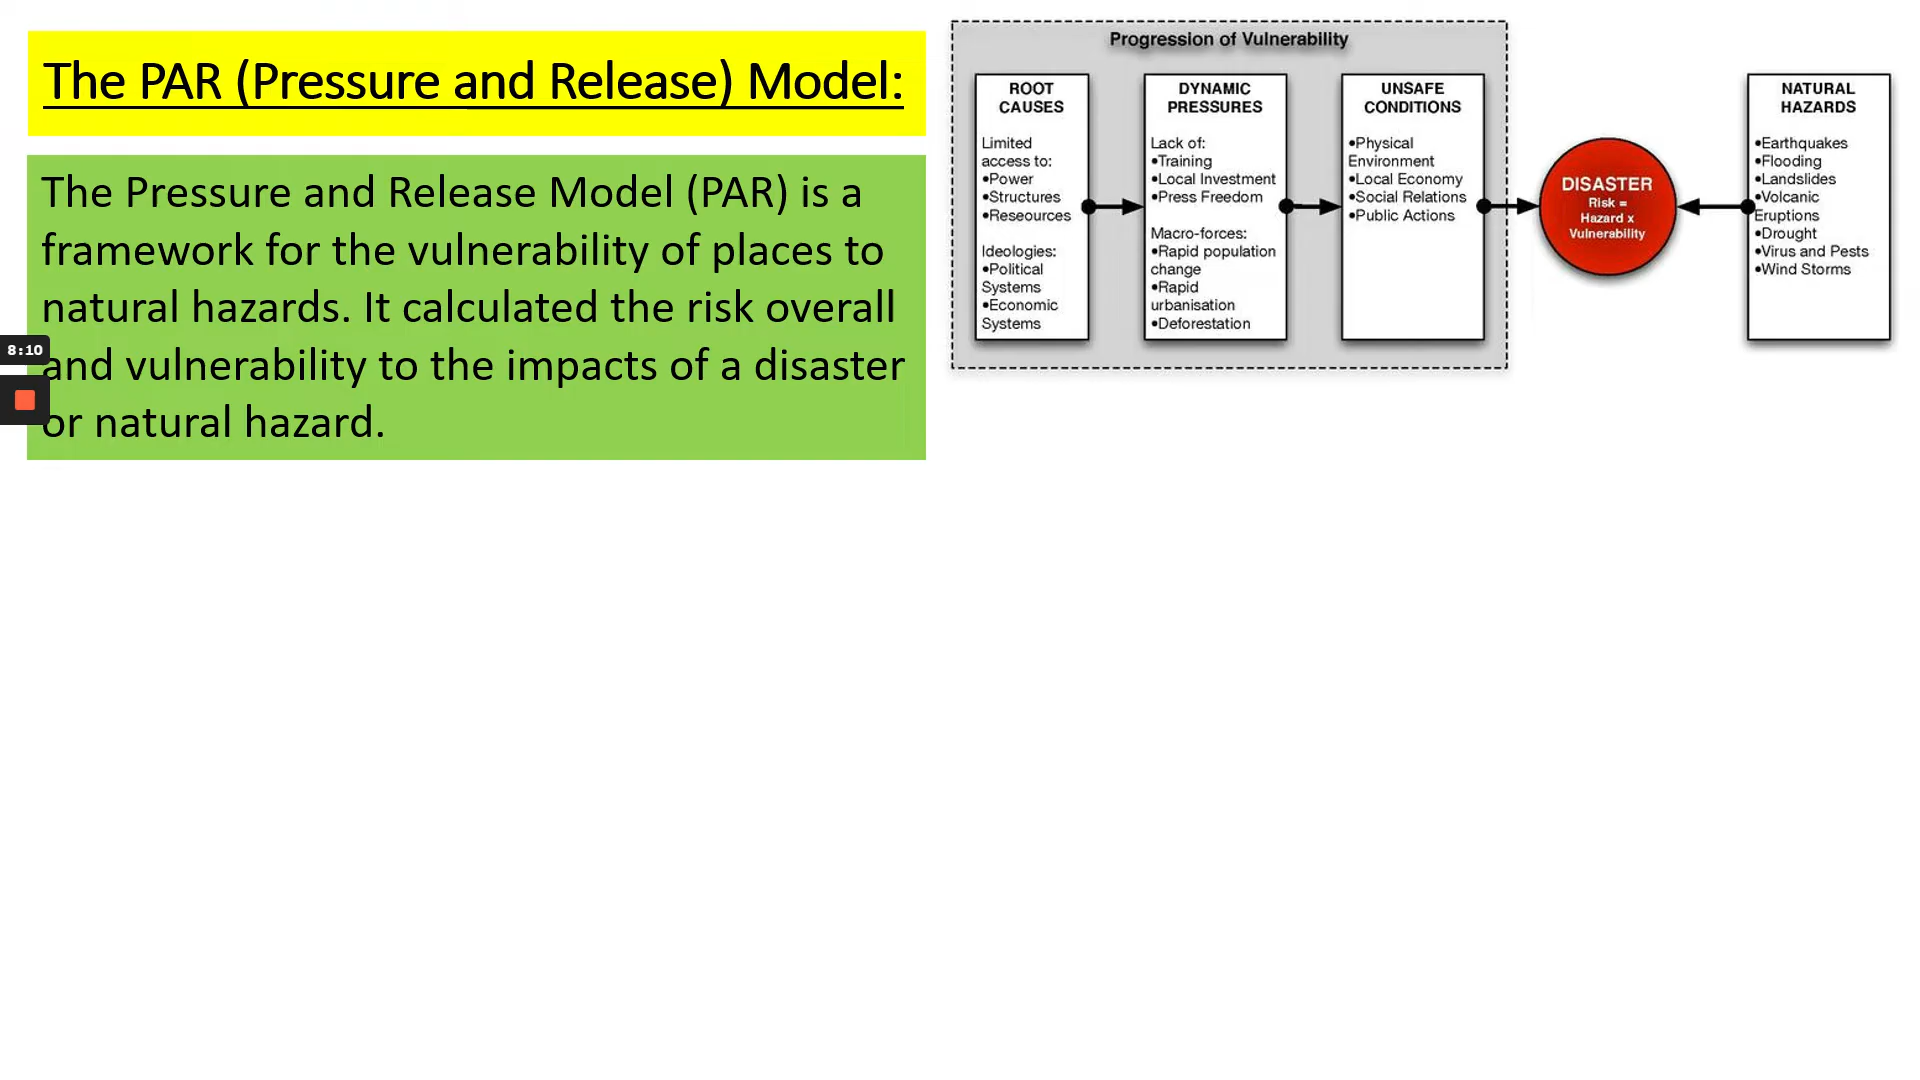 The PAR (Pressure and Release) Model:
The Pressure and Release Model (PAR) is a
framework for the vulnerability of places to
natural hazards. It calculated the risk overall
and vulnerability to the impacts of a disaster
or natural hazard.
8:10
Progression of Vulnerability
ROOT
CAUSES
Limited
access to:
•Power
•Structures
•Reseources
Ideologies:
•Political
Systems
•Economic
Systems
DYNAMIC
PRESSURES
Lack of:
•Training
•Local Investment
•Press Freedom
Macro-forces:
•Rapid population
change
•Rapid
urbanisation
•Deforestation
UNSAFE
CONDITIONS
•Physical
Environment
•Local Economy
•Social Relations
•Public Actions
DISASTER
Risk =
Hazard x
Vulnerability
NATURAL
HAZARDS
•Earthquakes
•Flooding
•Landslides
•Volcanic
Eruptions
•Drought
•Virus and Pests
•Wind Storms